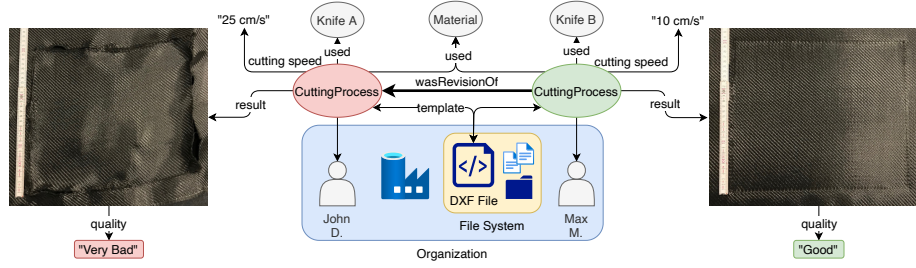 "25 cm/s"
Knife A
Material
Knife B
"10 cm/s"
used
used
used
cutting speed
cutting speed
CuttingProcess
wasRevisionOf
CuttingProcess
result
template
result
</>
DXF File
John
D.
File System
Max
M.
quality
Organization
quality
"Very Bad"
"Good"